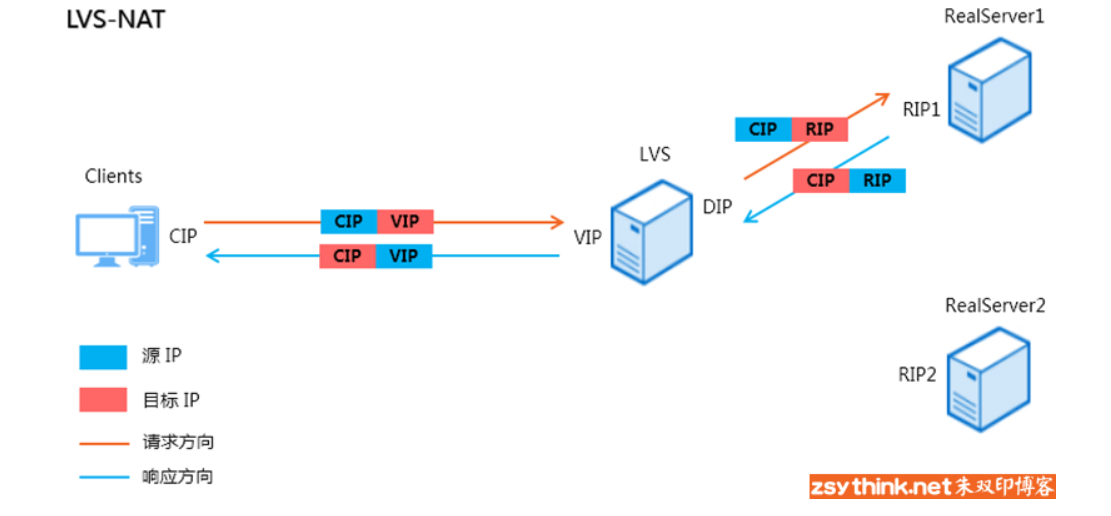 LVS-NAT
RealServer1
RIP1
CIP RIP
CIP RIP
LVS
DIP
VIP
Clients
CIP
CIP VIP
CIP VIP
RealServer2
RIP2
源 IP
目标 IP
请求方向
响应方向
zsythink.net朱双印博客